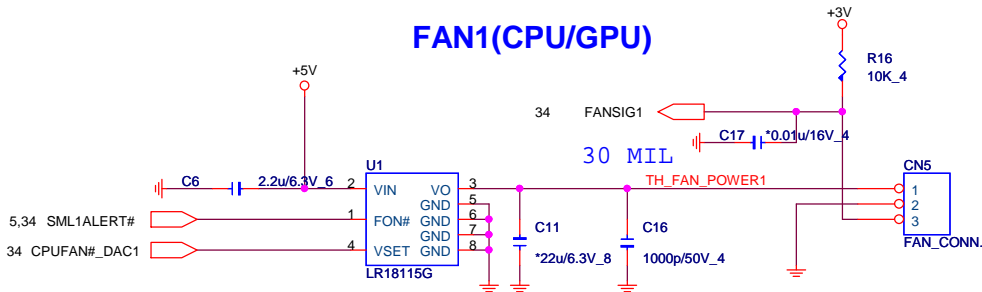 FAN1(CPU/GPU)
+3V
R16
10K_4
+5V
34 FANSIG1
C17 *0.01u/16V_4
30 MIL
U1
CN5
C6 2.2u/6.3V_6 2 VIN VO 3 TH_FAN_POWER1 1
GND 5
5,34 SML1ALERT# 1 FON# GND 6 2
GND 7
34 CPUFAN#_DAC1 4 VSET GND 8 3
C11
*22u/6.3V_8
C16
1000p/50V_4
FAN_CONN.
LR18115G